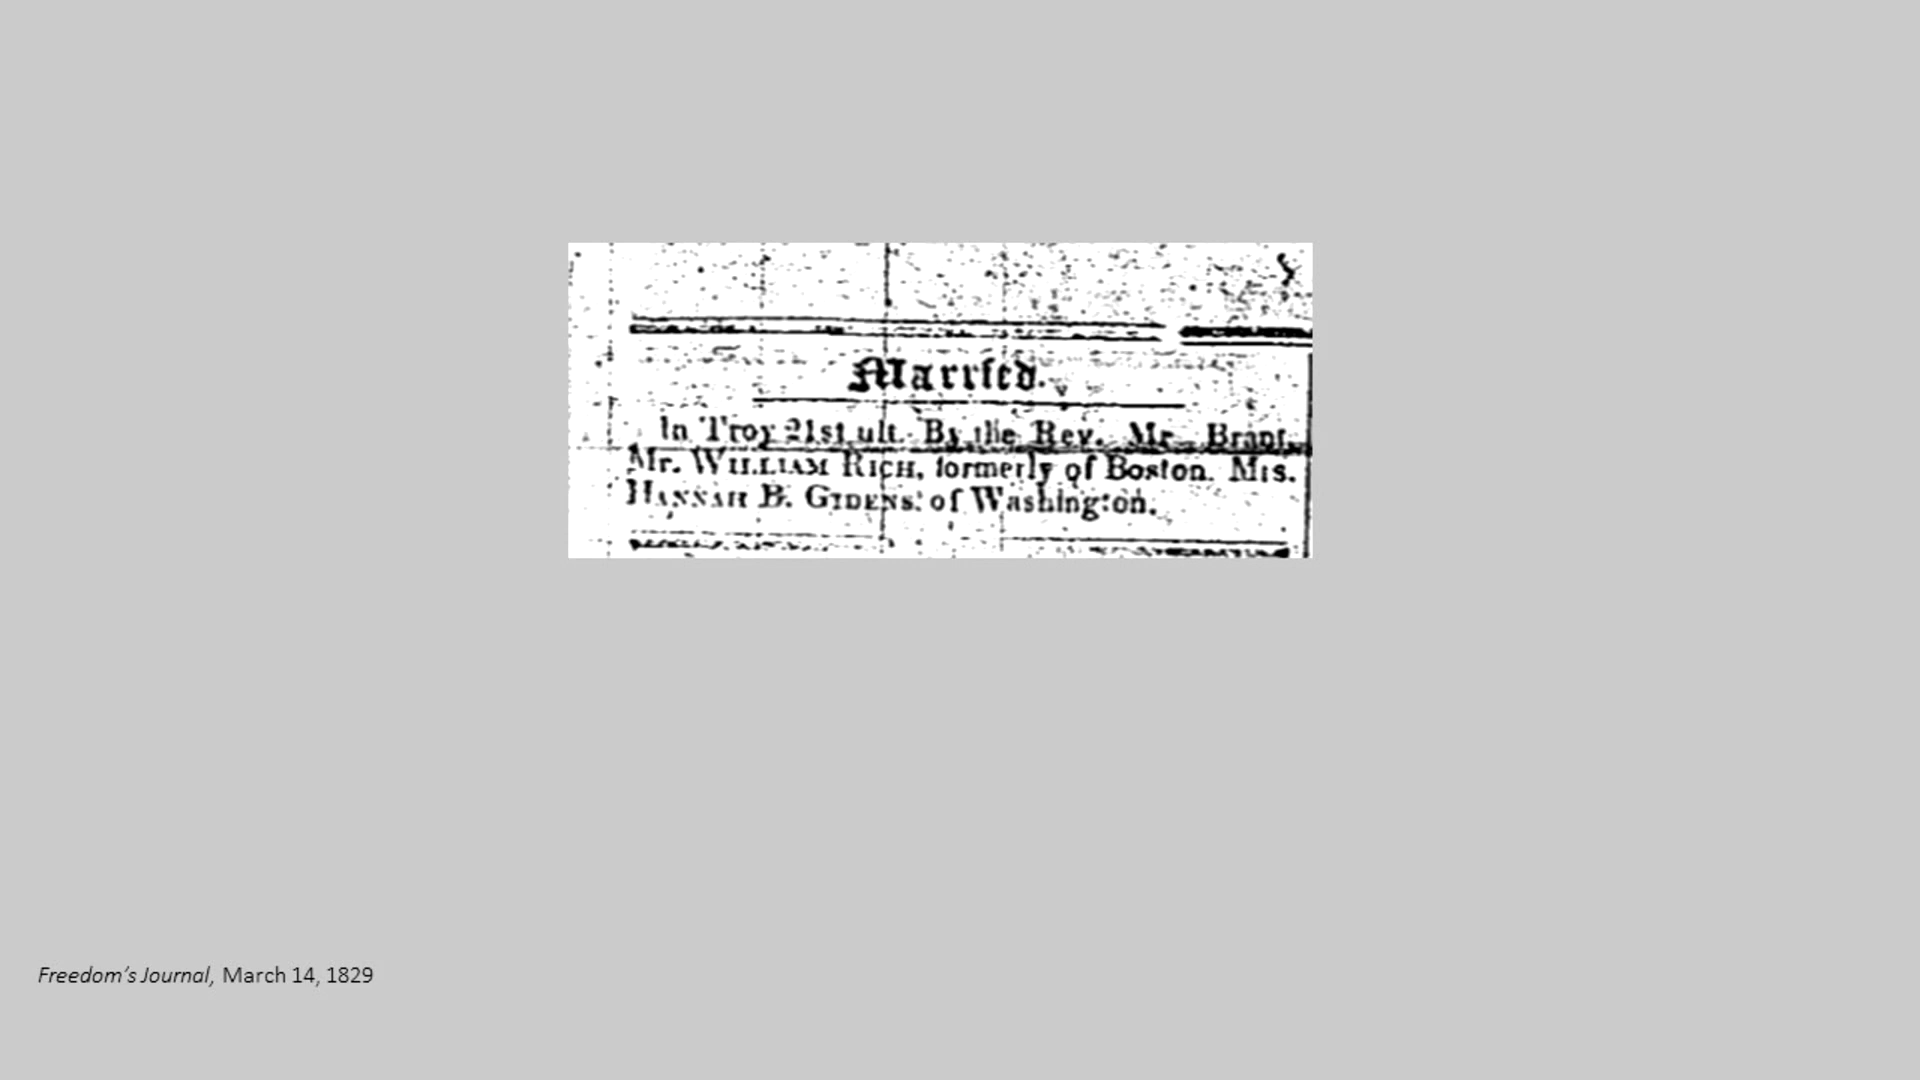 Married.
In Troy 21st ult. By the Rev. Mr. Brant,
Mr. WILLIAM RICH, formerly of Boston. Mrs.
HANNAH B. GIDENS. of Washington.
Freedom's Journal, March 14, 1829